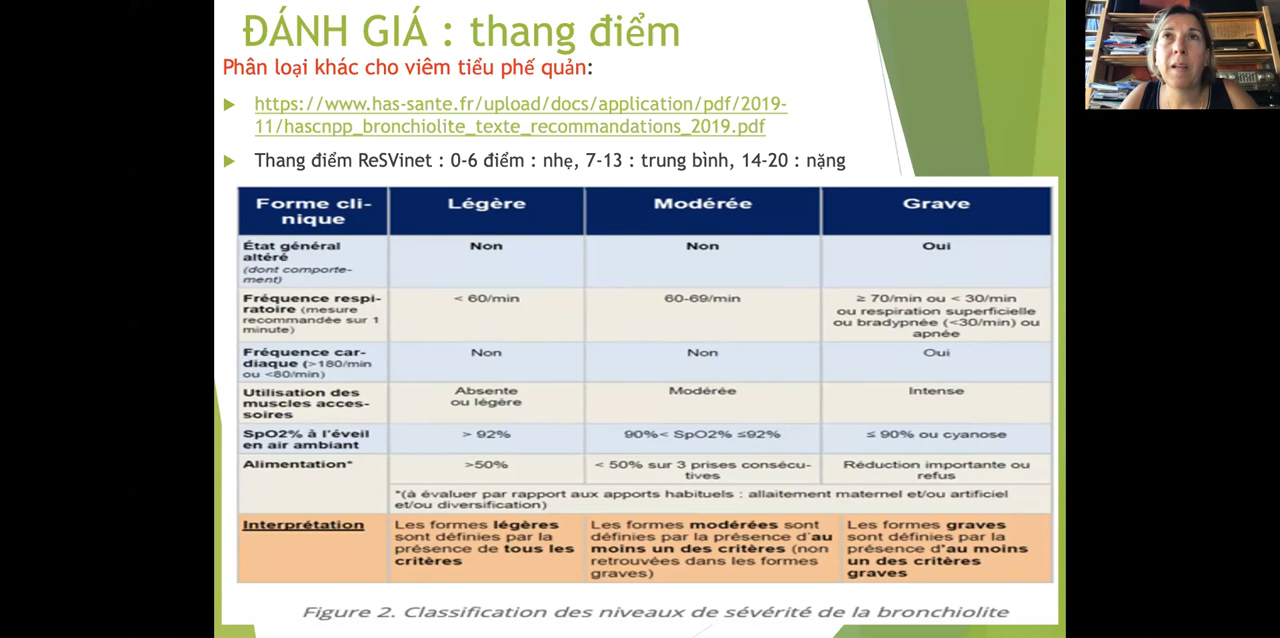 ĐÁNH GIÁ : thang điểm
Phân loại khác cho viêm tiểu phế quản:
https://www.has-sante.fr/upload/docs/application/pdf/2019-
11/hascnpp_bronchiolite_texte_recommandations_2019.pdf
Thang điểm ReSVinet : 0-6 điểm : nhẹ, 7-13 : trung bình, 14-20 : nặng
Forme cli-
nique
Légère
Modérée
Grave
État général
altéré
(dont comporte-
ment)
Non
Non
Oui
Fréquence respi-
ratoire (mesure
recommandée sur 1
minute)
< 60/min
60-69/min
≥ 70/min ou < 30/min
ou respiration superficielle
ou bradypnée (<30/min) ou
apnée
Fréquence car-
diaque (>180/min
ou <80/min)
Non
Non
Oui
Utilisation des
muscles acces-
soires
Absente
ou légère
Modérée
Intense
SpO2% à l'éveil
en air ambiant
> 92%
90%< SpO2% ≤92%
≤ 90% ou cyanose
Alimentation*
>50%
< 50% sur 3 prises consécu-
tives
Réduction importante ou
refus
*(à évaluer par rapport aux apports habituels : allaitement maternel et/ou artificiel
et/ou diversification)
Interprétation
Les formes légères
sont définies par la
présence de tous les
critères
Les formes modérées sont
définies par la présence d'au
moins un des critères (non
retrouvées dans les formes
graves)
Les formes graves
sont définies par la
présence d'au moins
un des critères
graves
Figure 2. Classification des niveaux de sévérité de la bronchiolite